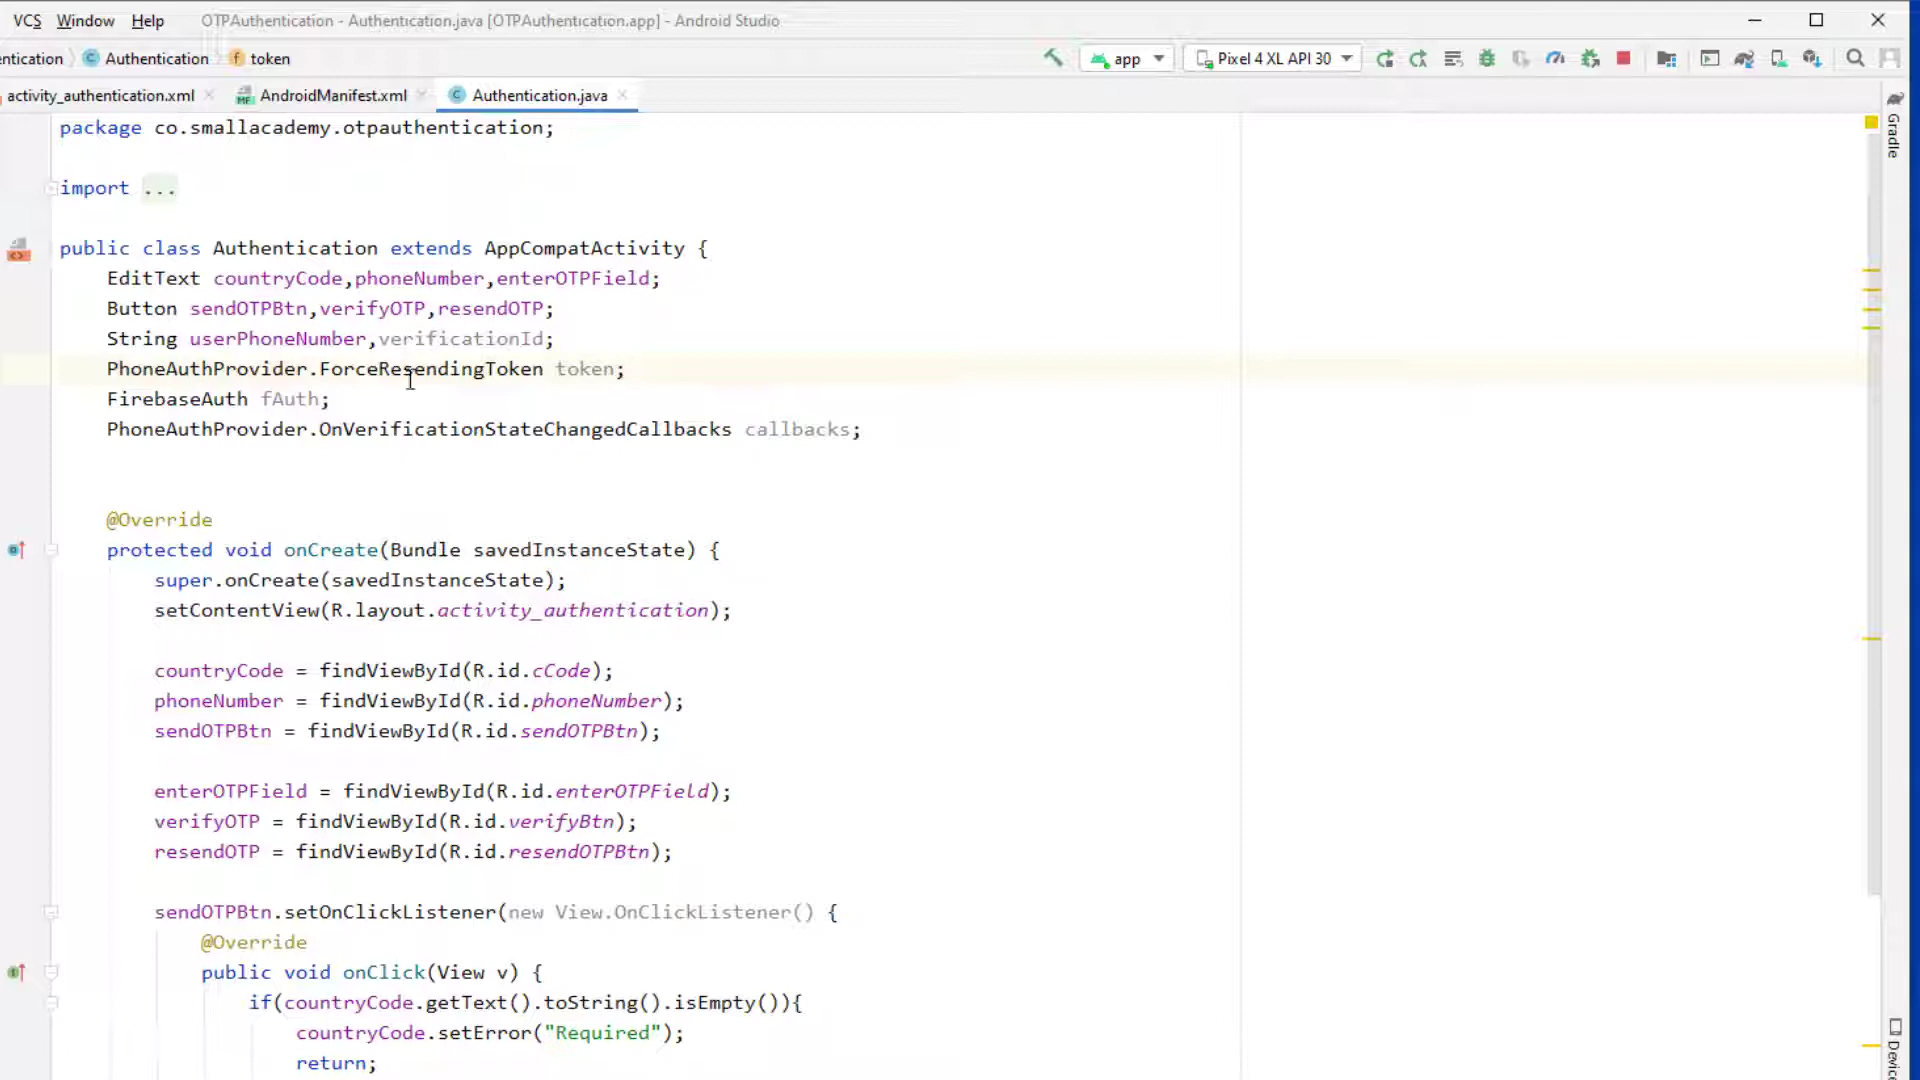 VCS Window Help OTPAuthentication - Authentication.java [OTPAuthentication.app] - Android Studio
entication Authentication token app Pixel 4 XL API 30
activity_authentication.xml AndroidManifest.xml Authentication.java
package co.smallacademy.otpauthentication;
import ...
public class Authentication extends AppCompatActivity {
EditText countryCode,phoneNumber,enterOTPField;
Button sendOTPBtn,verifyOTP,resendOTP;
String userPhoneNumber,verificationId;
PhoneAuthProvider.ForceResendingToken token;
FirebaseAuth fAuth;
PhoneAuthProvider.OnVerificationStateChangedCallbacks callbacks;
@Override
protected void onCreate(Bundle savedInstanceState) {
super.onCreate(savedInstanceState);
setContentView(R.layout.activity_authentication);
countryCode = findViewById(R.id.cCode);
phoneNumber = findViewById(R.id.phoneNumber);
sendOTPBtn = findViewById(R.id.sendOTPBtn);
enterOTPField = findViewById(R.id.enterOTPField);
verifyOTP = findViewById(R.id.verifyBtn);
resendOTP = findViewById(R.id.resendOTPBtn);
sendOTPBtn.setOnClickListener(new View.OnClickListener() {
@Override
public void onClick(View v) {
if(countryCode.getText().toString().isEmpty()){
countryCode.setError("Required");
return;
Gradle
Devic